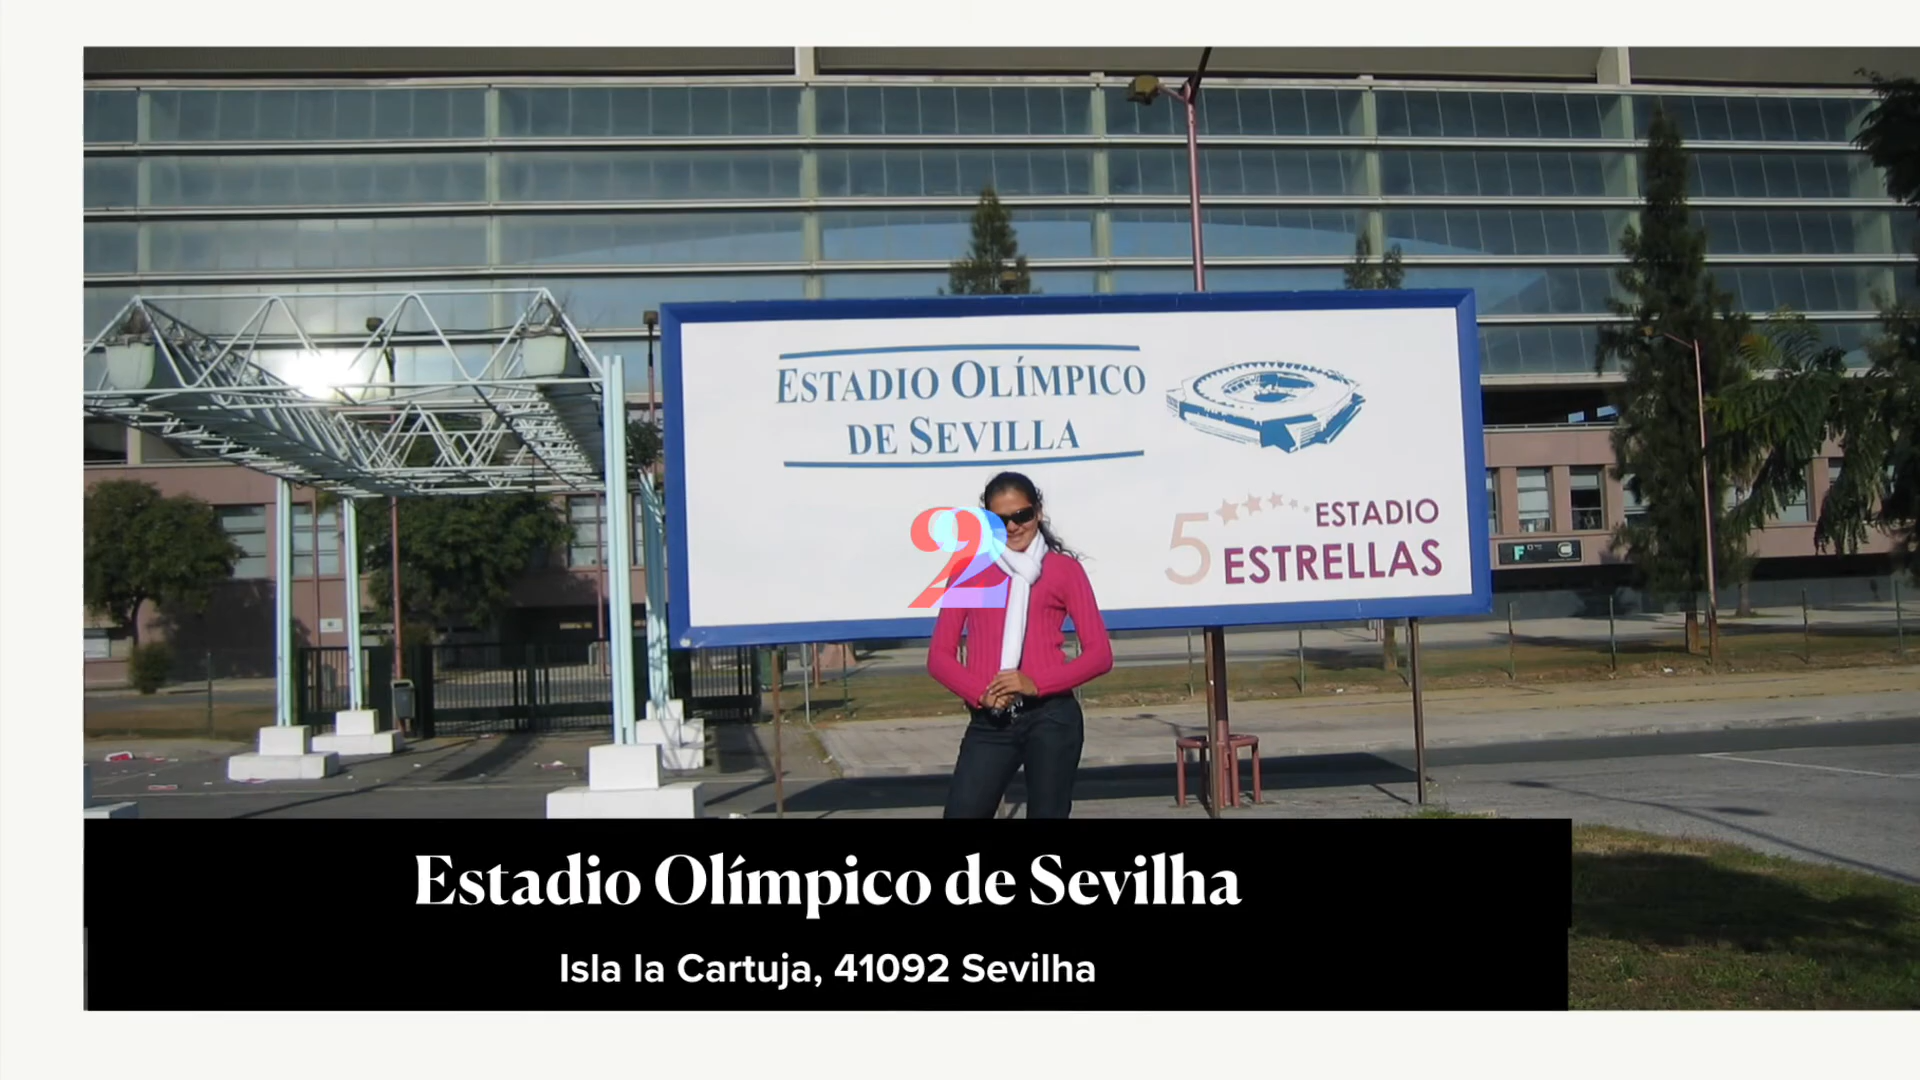 ESTADIO OLÍMPICO
DE SEVILLA
5 ESTADIO
ESTRELLAS
2
F
Estadio Olímpico de Sevilha
Isla la Cartuja, 41092 Sevilha